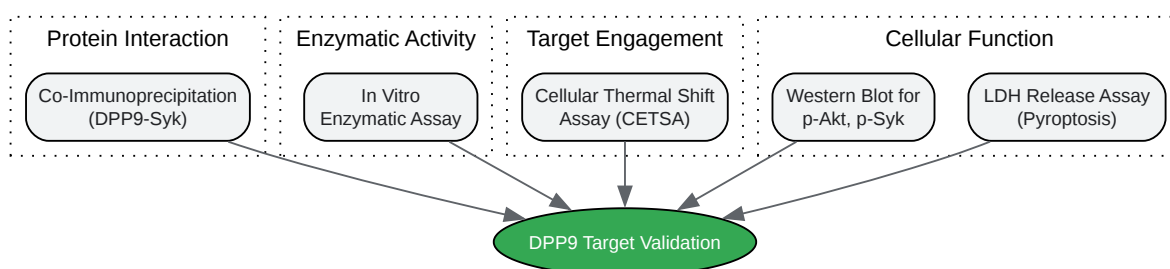 Protein Interaction
Enzymatic Activity
Target Engagement
Cellular Function
Co-Immunoprecipitation
(DPP9-Syk)
In Vitro
Enzymatic Assay
Cellular Thermal Shift
Assay (CETSA)
Western Blot for
p-Akt, p-Syk
LDH Release Assay
(Pyroptosis)
DPP9 Target Validation